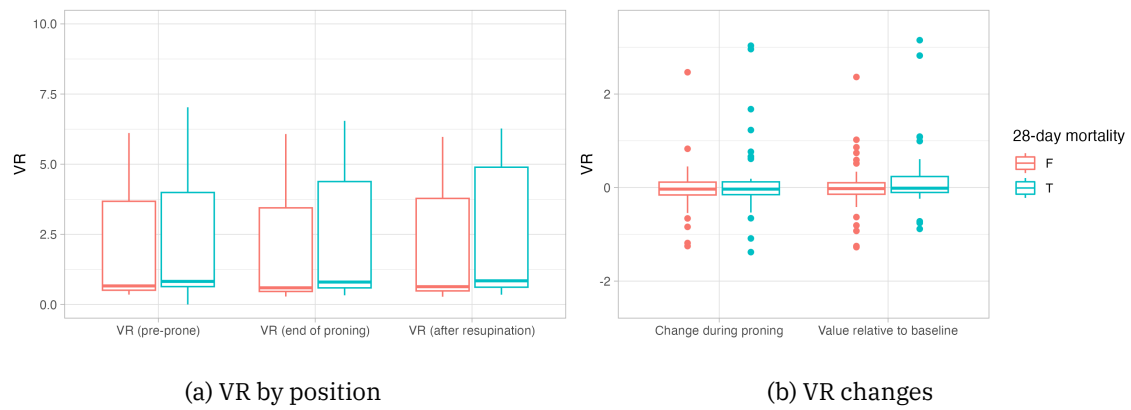 10.0
7.5
5.0
2.5
0.0
VR
VR (pre-prone) VR (end of proning) VR (after resupination)
(a) VR by position
2
0
-2
VR
Change during proning Value relative to baseline
(b) VR changes
28-day mortality
F
T